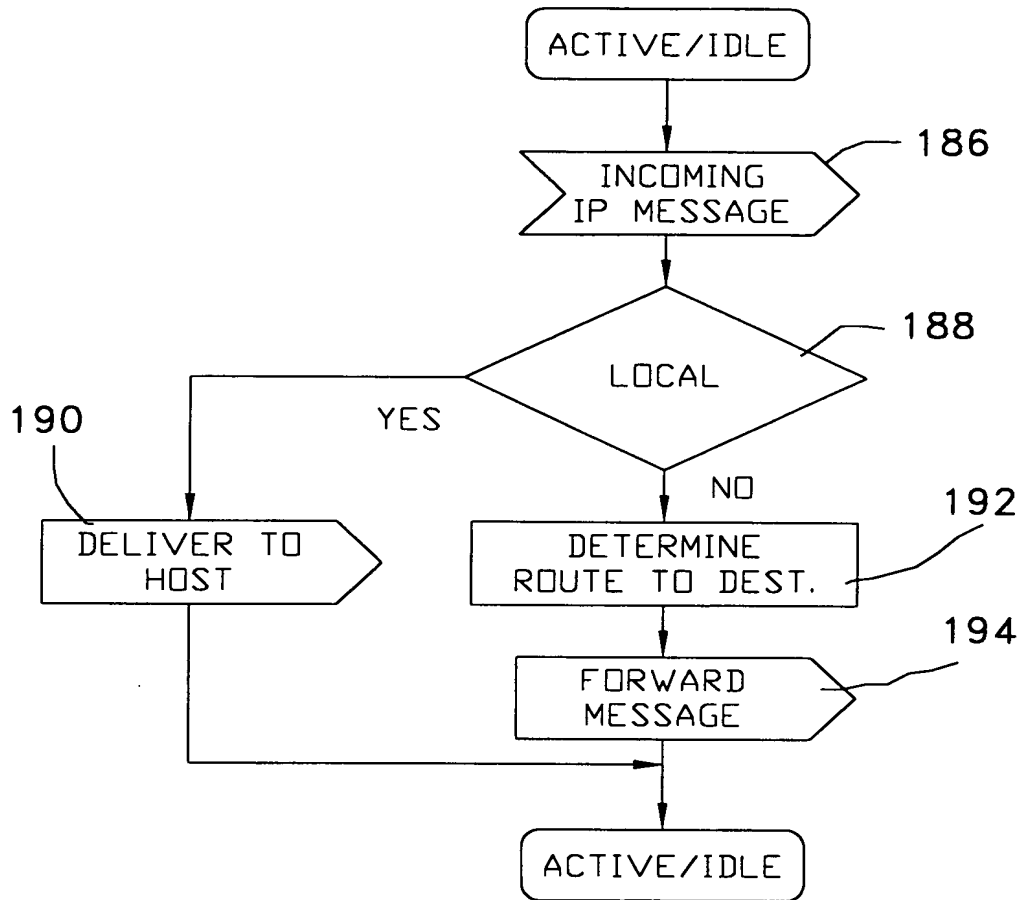 ACTIVE/IDLE
186
INCOMING
IP MESSAGE
188
LOCAL
YES
190
NO
192
DELIVER TO
HOST
DETERMINE
ROUTE TO DEST.
194
FORWARD
MESSAGE
ACTIVE/IDLE